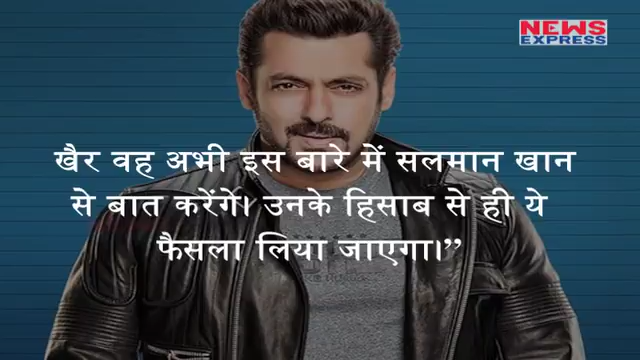 NEWS
EXPRESS
खैर वह अभी इस बारे में सलमान खान
से बात करेंगे। उनके हिसाब से ही ये
फैसला लिया जाएगा।”